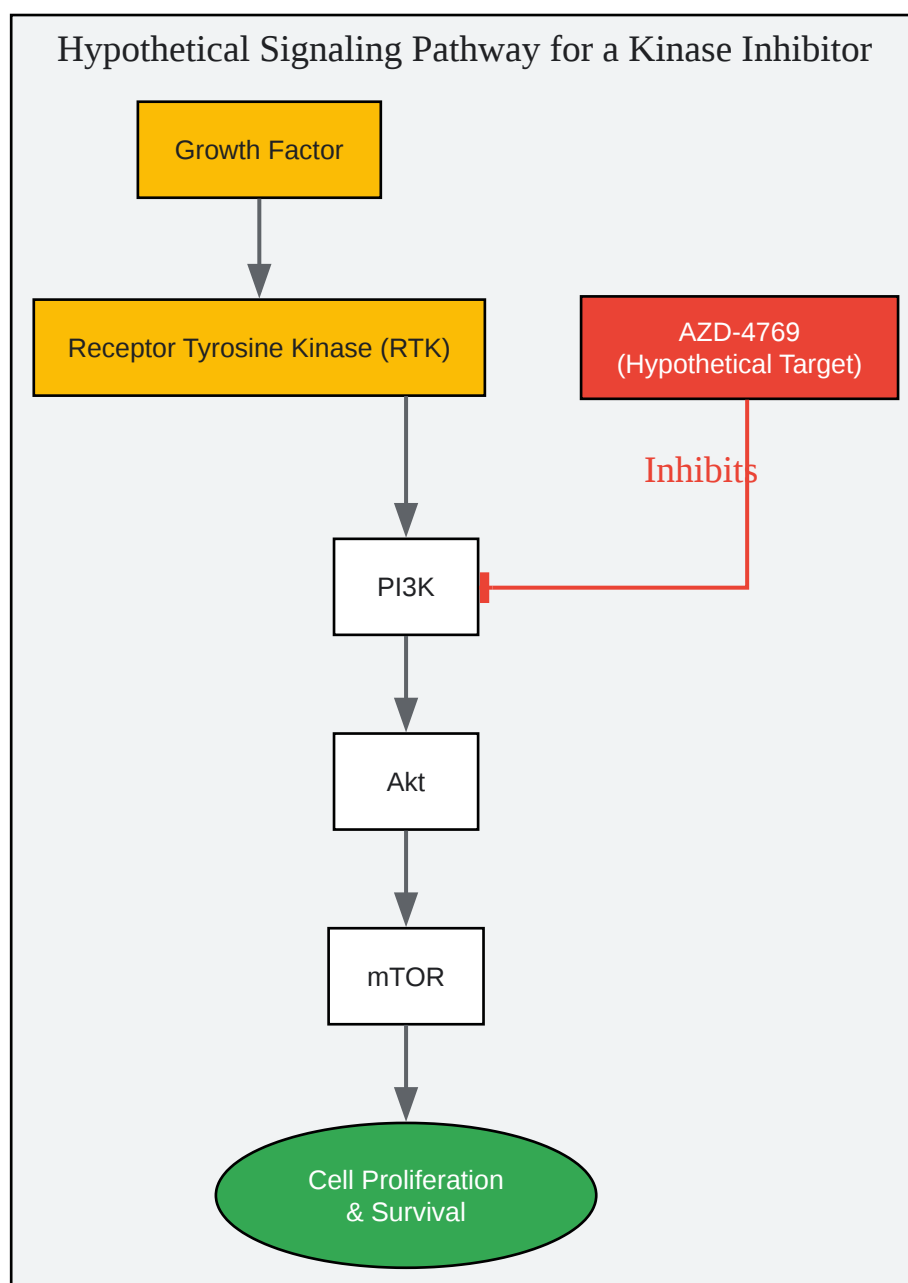 Hypothetical Signaling Pathway for a Kinase Inhibitor
Growth Factor
Receptor Tyrosine Kinase (RTK)
AZD-4769
(Hypothetical Target)
Inhibits
PI3K
Akt
mTOR
Cell Proliferation
& Survival